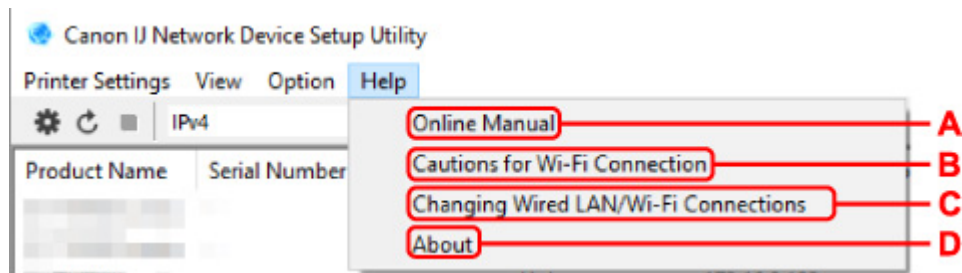 Canon IJ Network Device Setup Utility
Printer Settings View Option Help
IPv4
Online Manual A
Product Name Serial Number Cautions for Wi-Fi Connection B
Changing Wired LAN/Wi-Fi Connections C
About D